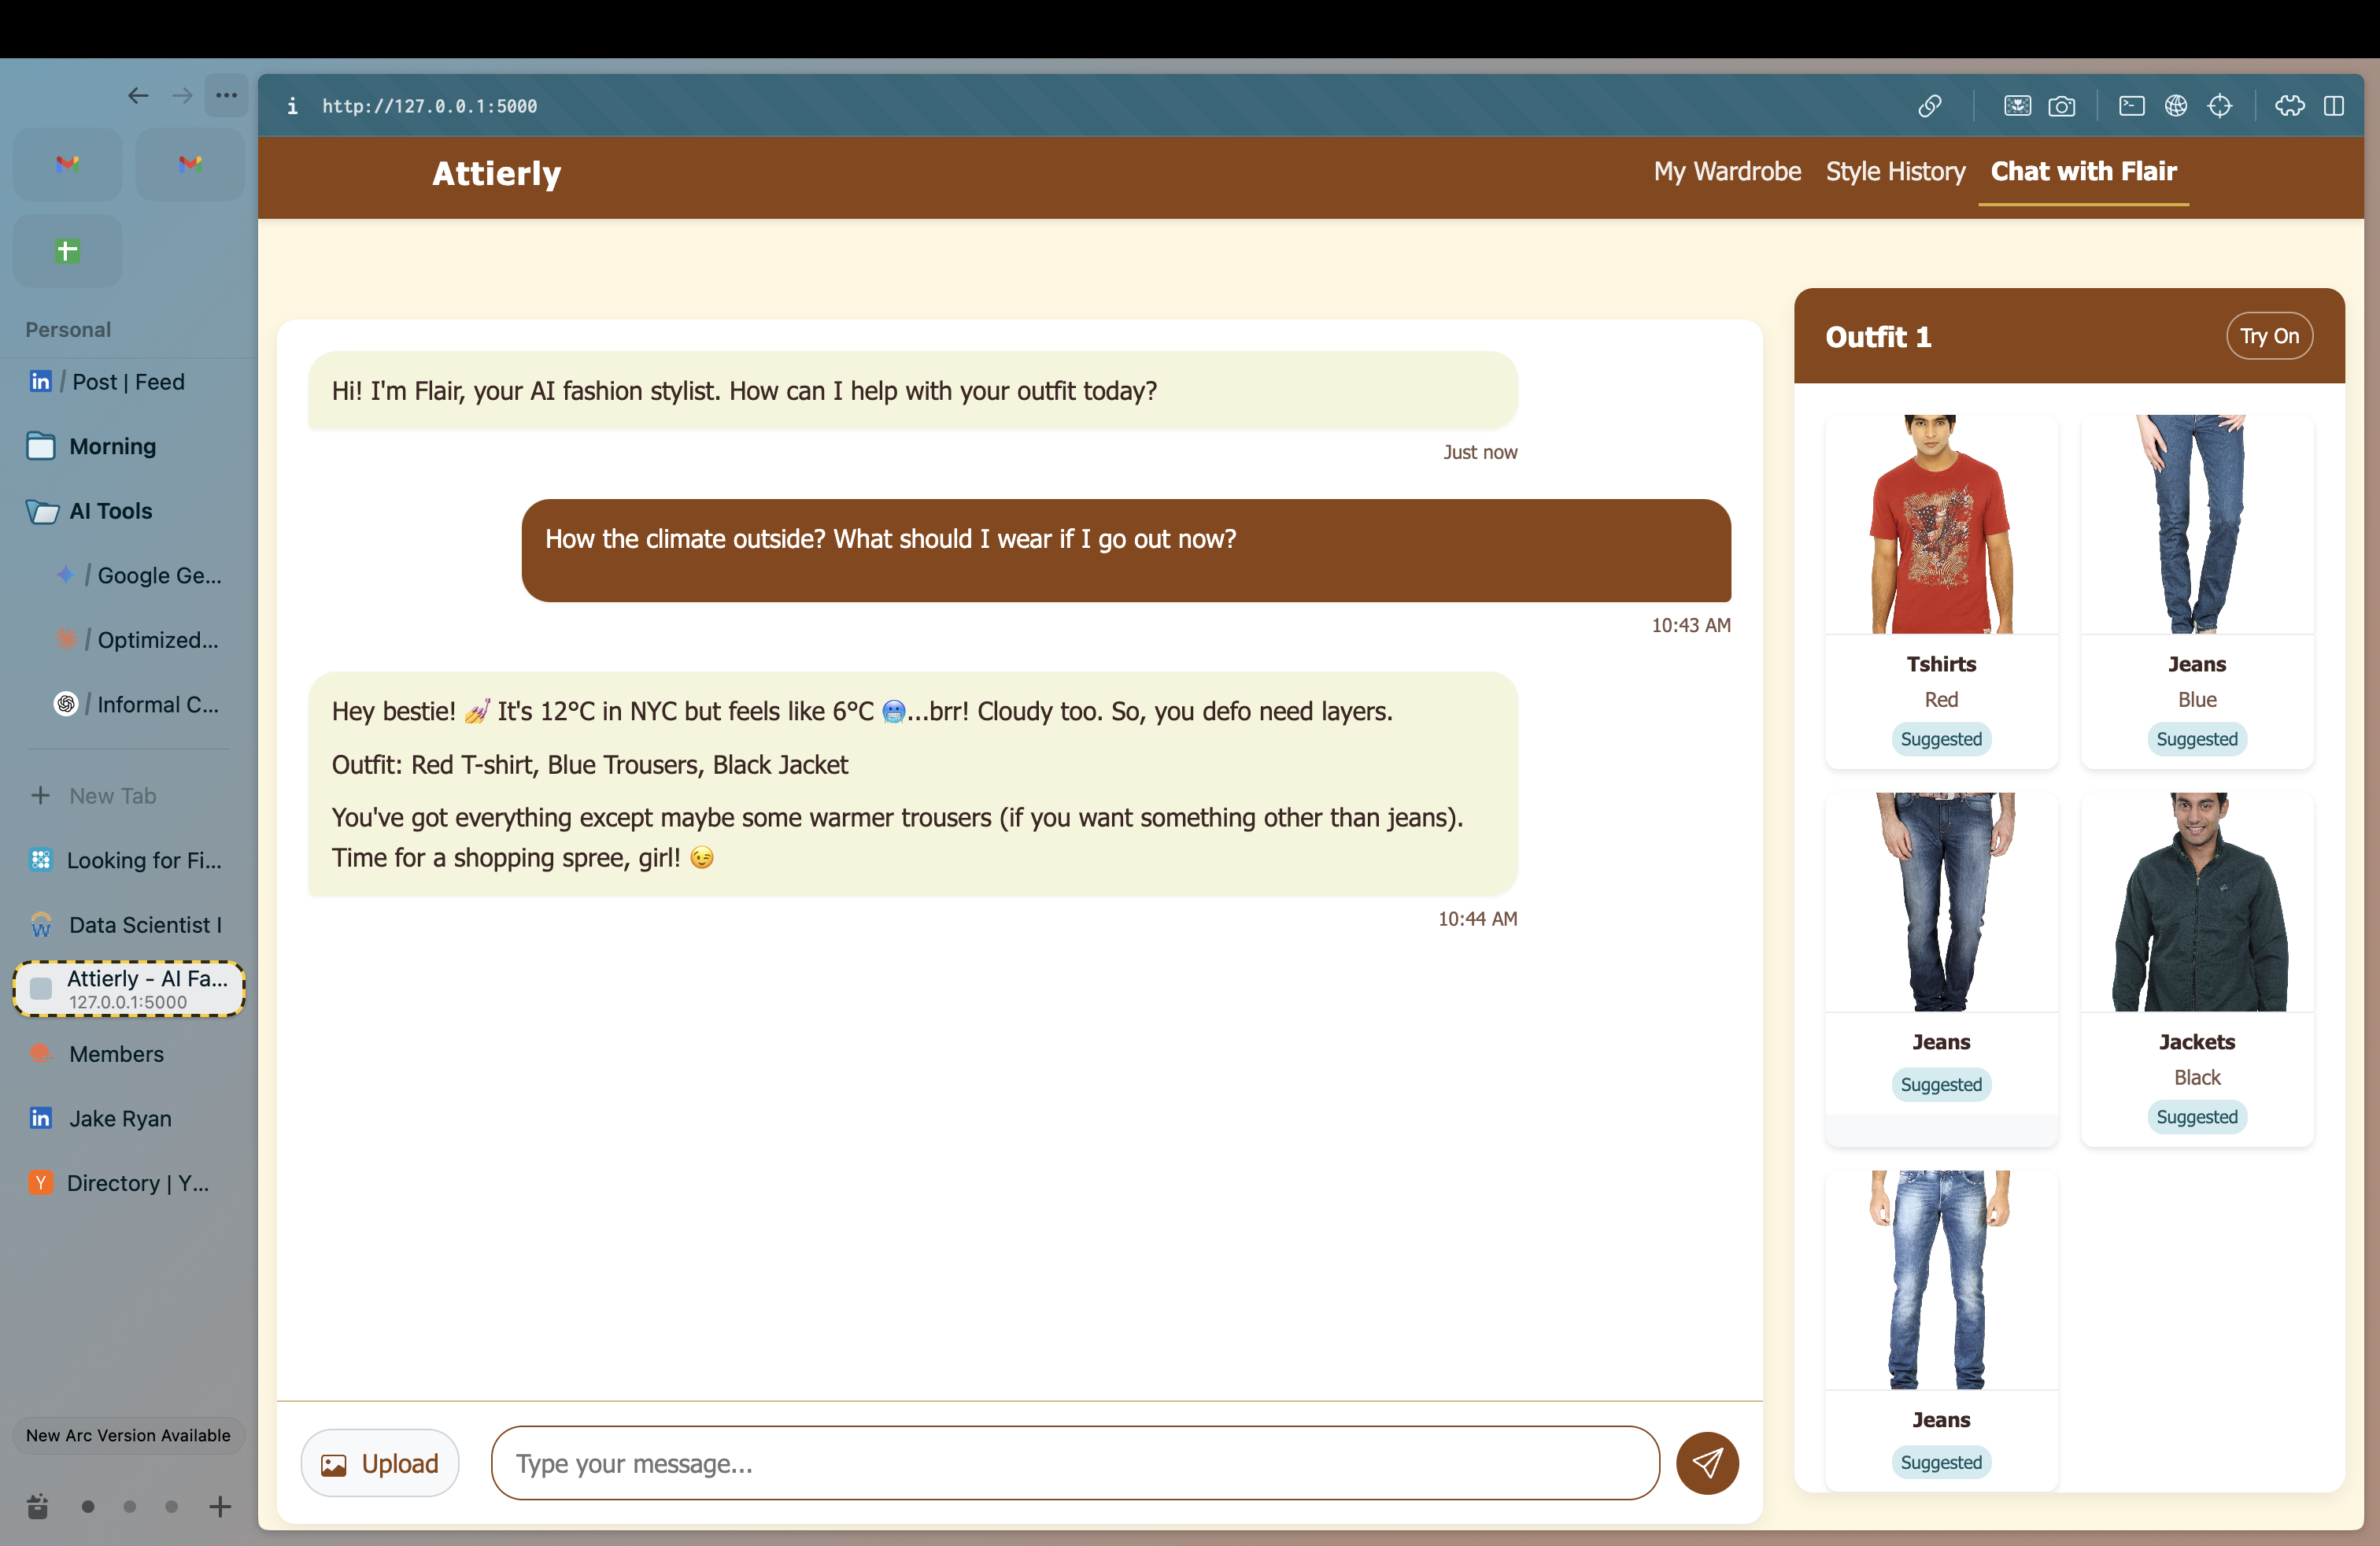 http://127.0.0.1:5000
Personal
/ Post | Feed
Morning
AI Tools
/ Google Ge...
/ Optimized...
/ Informal C...
New Tab
Looking for Fi...
Data Scientist I
Attierly - AI Fa...
127.0.0.1:5000
Members
Jake Ryan
Directory | Y...
New Arc Version Available
Attierly
My Wardrobe
Style History
Chat with Flair
Hi! I'm Flair, your AI fashion stylist. How can I help with your outfit today?
Just now
How the climate outside? What should I wear if I go out now?
10:43 AM
Hey bestie! 💅 It's 12°C in NYC but feels like 6°C 🥶...brr! Cloudy too. So, you defo need layers.
Outfit: Red T-shirt, Blue Trousers, Black Jacket
You've got everything except maybe some warmer trousers (if you want something other than jeans).
Time for a shopping spree, girl! 😉
10:44 AM
Upload
Type your message...
Outfit 1
Try On
Tshirts
Red
Suggested
Jeans
Blue
Suggested
Jeans
Suggested
Jackets
Black
Suggested
Jeans
Suggested